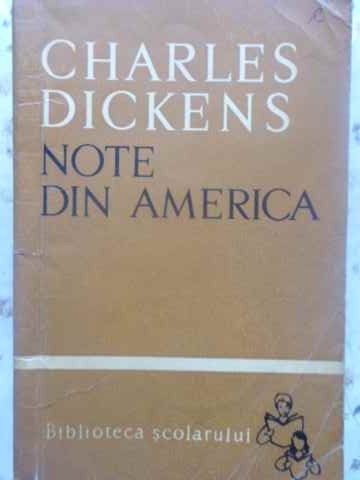 CHARLES
DICKENS
NOTE
DIN AMERICA
Biblioteca școlarului